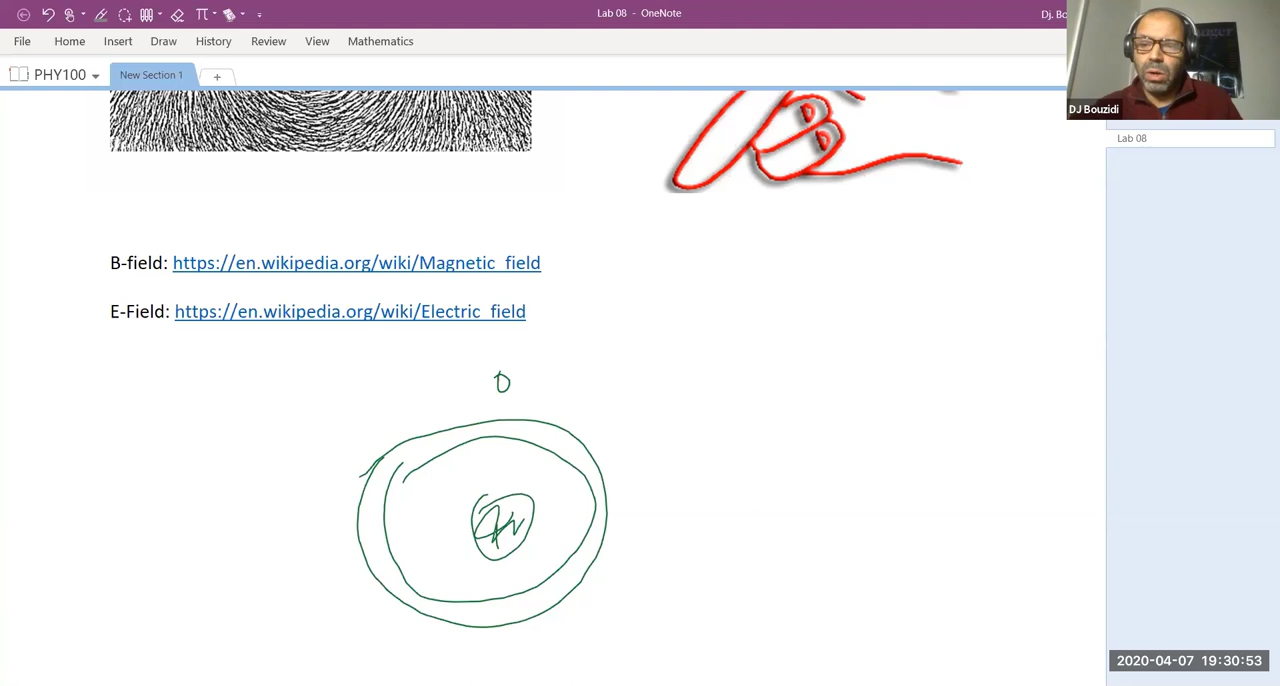 Lab 08 - OneNote
Dj. Bo
File Home Insert Draw History Review View Mathematics
PHY100
New Section 1
+
DJ Bouzidi
Lab 08
B-field: https://en.wikipedia.org/wiki/Magnetic_field
E-Field: https://en.wikipedia.org/wiki/Electric_field
2020-04-07 19:30:53